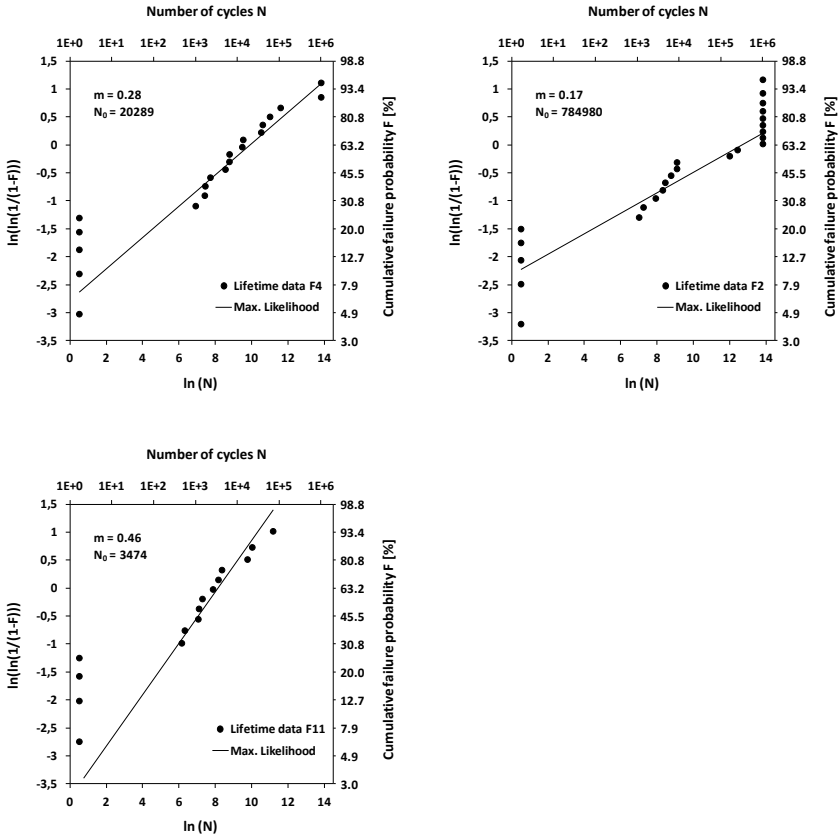 Number of cycles N
1E+0 1E+1 1E+2 1E+3 1E+4 1E+5 1E+6
1,5 98.8
1 93.4
0,5 80.8
0 63.2
-0,5 45.5
-1 30.8
-1,5 20.0
-2 12.7
-2,5 7.9
-3 4.9
-3,5 3.0
m = 0.28
N₀ = 20289
Lifetime data F4
Max. Likelihood
ln(ln(1/(1-F)))
Cumulative failure probability F [%]
0 2 4 6 8 10 12 14
ln (N)
Number of cycles N
1E+0 1E+1 1E+2 1E+3 1E+4 1E+5 1E+6
1,5 98.8
1 93.4
0,5 80.8
0 63.2
-0,5 45.5
-1 30.8
-1,5 20.0
-2 12.7
-2,5 7.9
-3 4.9
-3,5 3.0
m = 0.17
N₀ = 784980
Lifetime data F2
Max. Likelihood
ln(ln(1/(1-F)))
Cumulative failure probability F [%]
0 2 4 6 8 10 12 14
ln (N)
Number of cycles N
1E+0 1E+1 1E+2 1E+3 1E+4 1E+5 1E+6
1,5 98.8
1 93.4
0,5 80.8
0 63.2
-0,5 45.5
-1 30.8
-1,5 20.0
-2 12.7
-2,5 7.9
-3 4.9
-3,5 3.0
m = 0.46
N₀ = 3474
Lifetime data F11
Max. Likelihood
ln(ln(1/(1-F)))
Cumulative failure probability F [%]
0 2 4 6 8 10 12 14
ln (N)